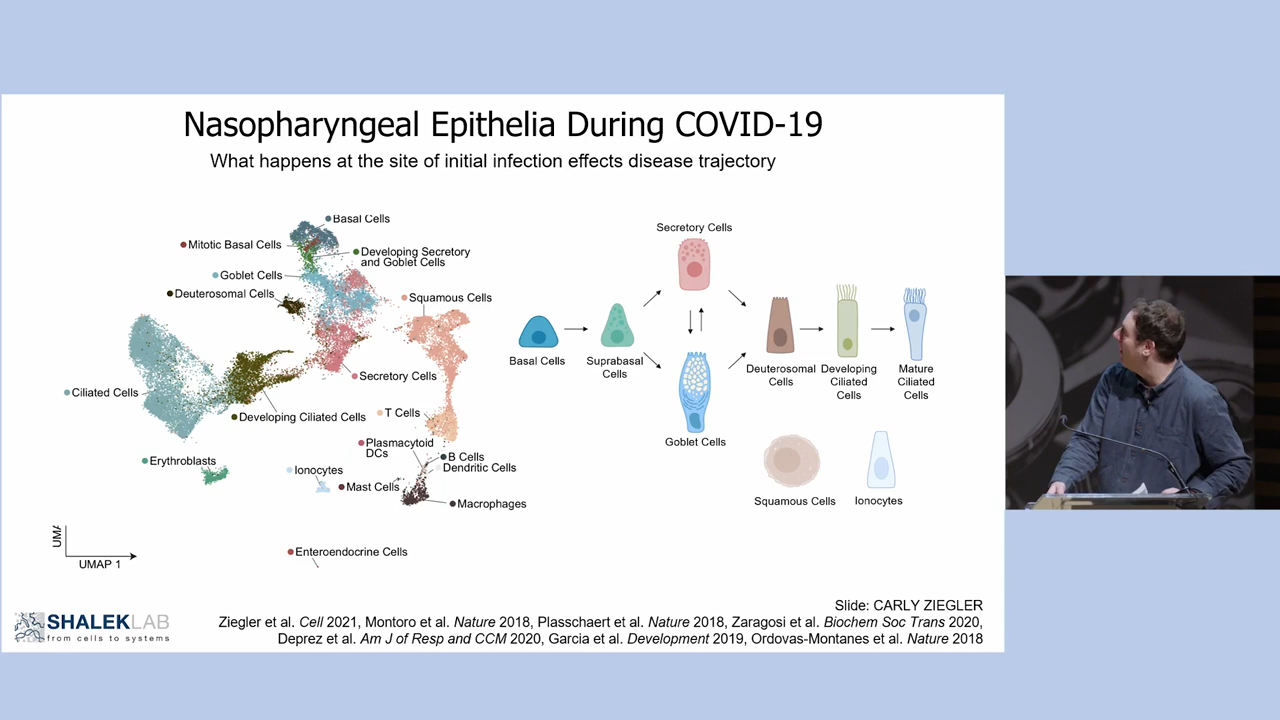 Nasopharyngeal Epithelia During COVID-19
What happens at the site of initial infection effects disease trajectory
Basal Cells
Mitotic Basal Cells
Developing Secretory
and Goblet Cells
Goblet Cells
Deuterosomal Cells
Squamous Cells
Secretory Cells
Ciliated Cells
Developing Ciliated Cells
T Cells
Plasmacytoid
DCs
B Cells
Dendritic Cells
Erythroblasts
Ionocytes
Mast Cells
Macrophages
Enteroendocrine Cells
UMAP 1
Secretory Cells
Basal Cells
Suprabasal
Cells
Goblet Cells
Deuterosomal
Cells
Developing
Ciliated
Cells
Mature
Ciliated
Cells
Squamous Cells
Ionocytes
SHALEKLAB
from cells to systems
Slide: CARLY ZIEGLER
Ziegler et al. Cell 2021, Montoro et al. Nature 2018, Plasschaert et al. Nature 2018, Zaragosi et al. Biochem Soc Trans 2020,
Deprez et al. Am J of Resp and CCM 2020, Garcia et al. Development 2019, Ordovas-Montanes et al. Nature 2018